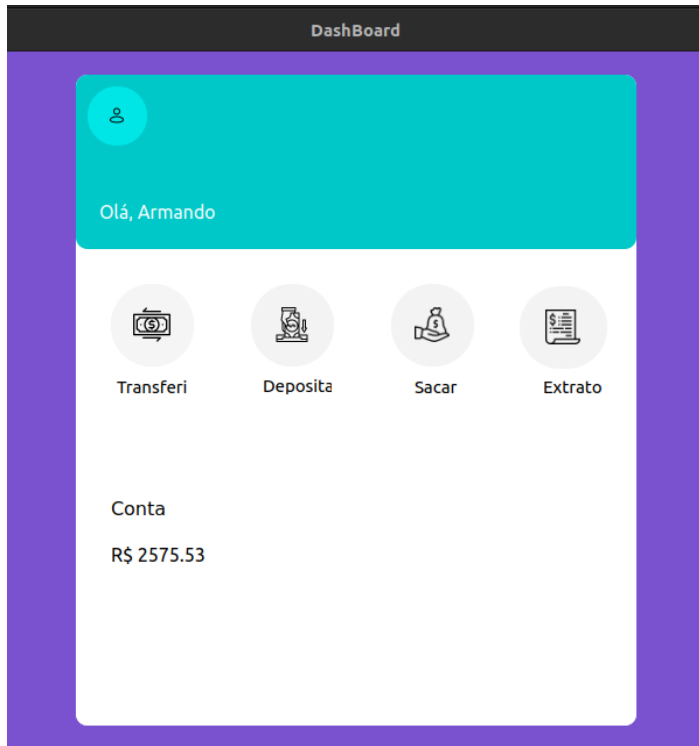 DashBoard
Olá, Armando
Transferi
Deposita
Sacar
Extrato
Conta
R$ 2575.53